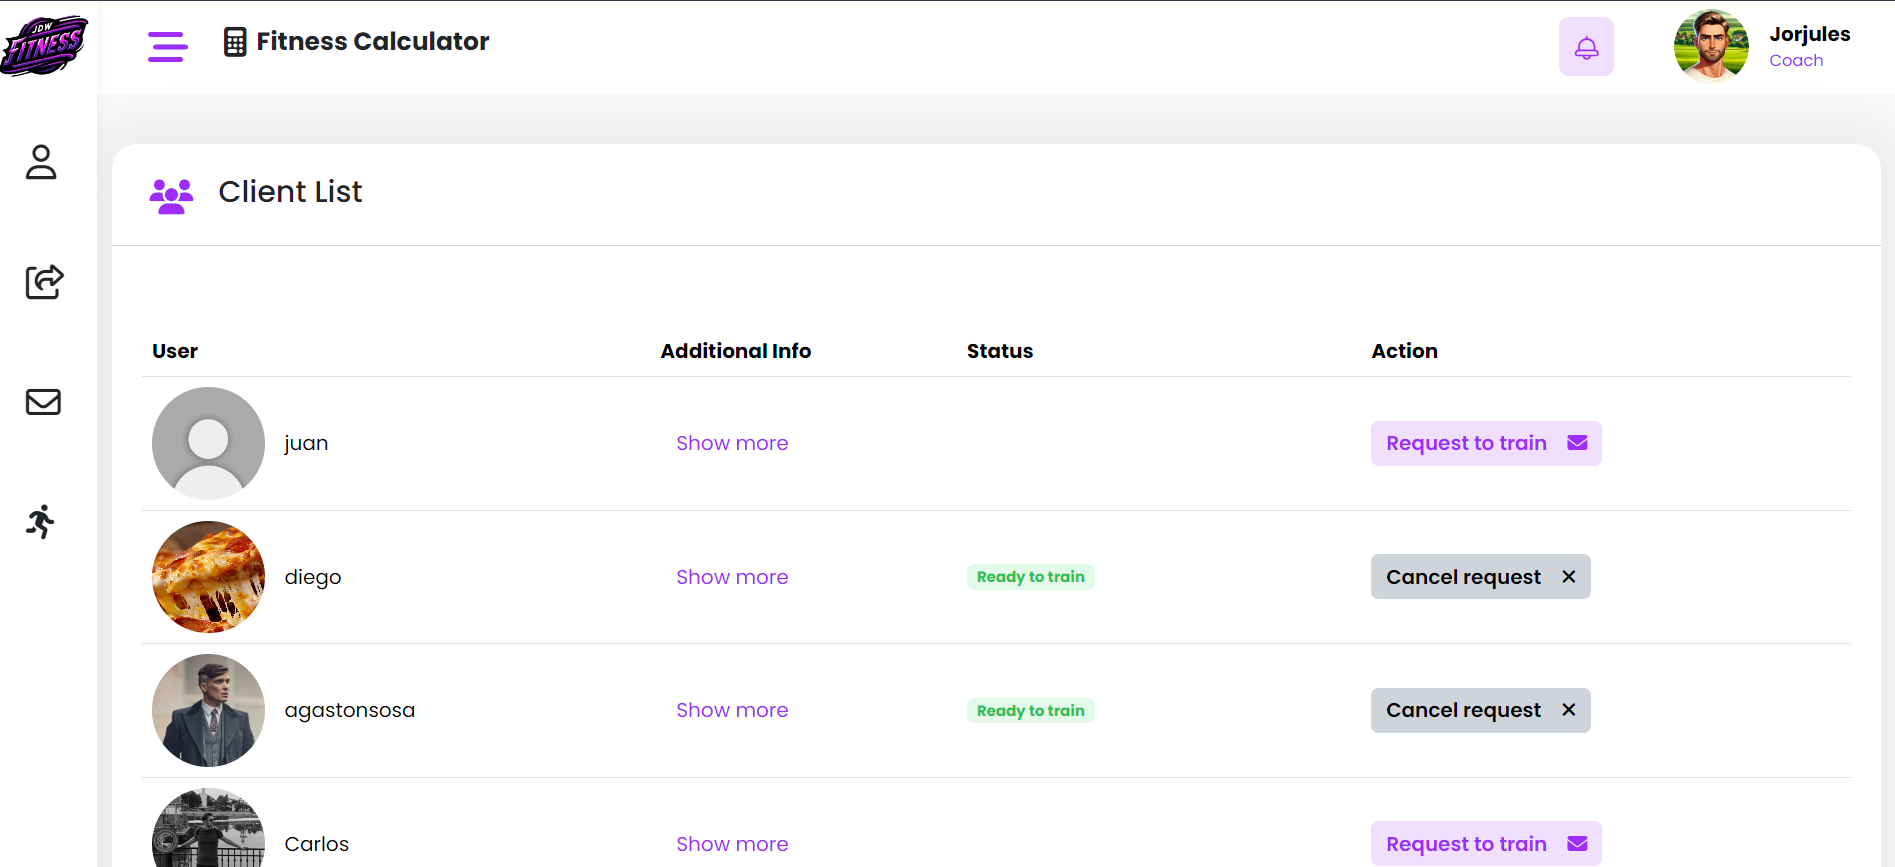 JDW
FITNESS
Fitness Calculator
Jorjules
Coach
Client List
User Additional Info Status Action
juan Show more Request to train
diego Show more Ready to train Cancel request
agastonsosa Show more Ready to train Cancel request
Carlos Show more Request to train